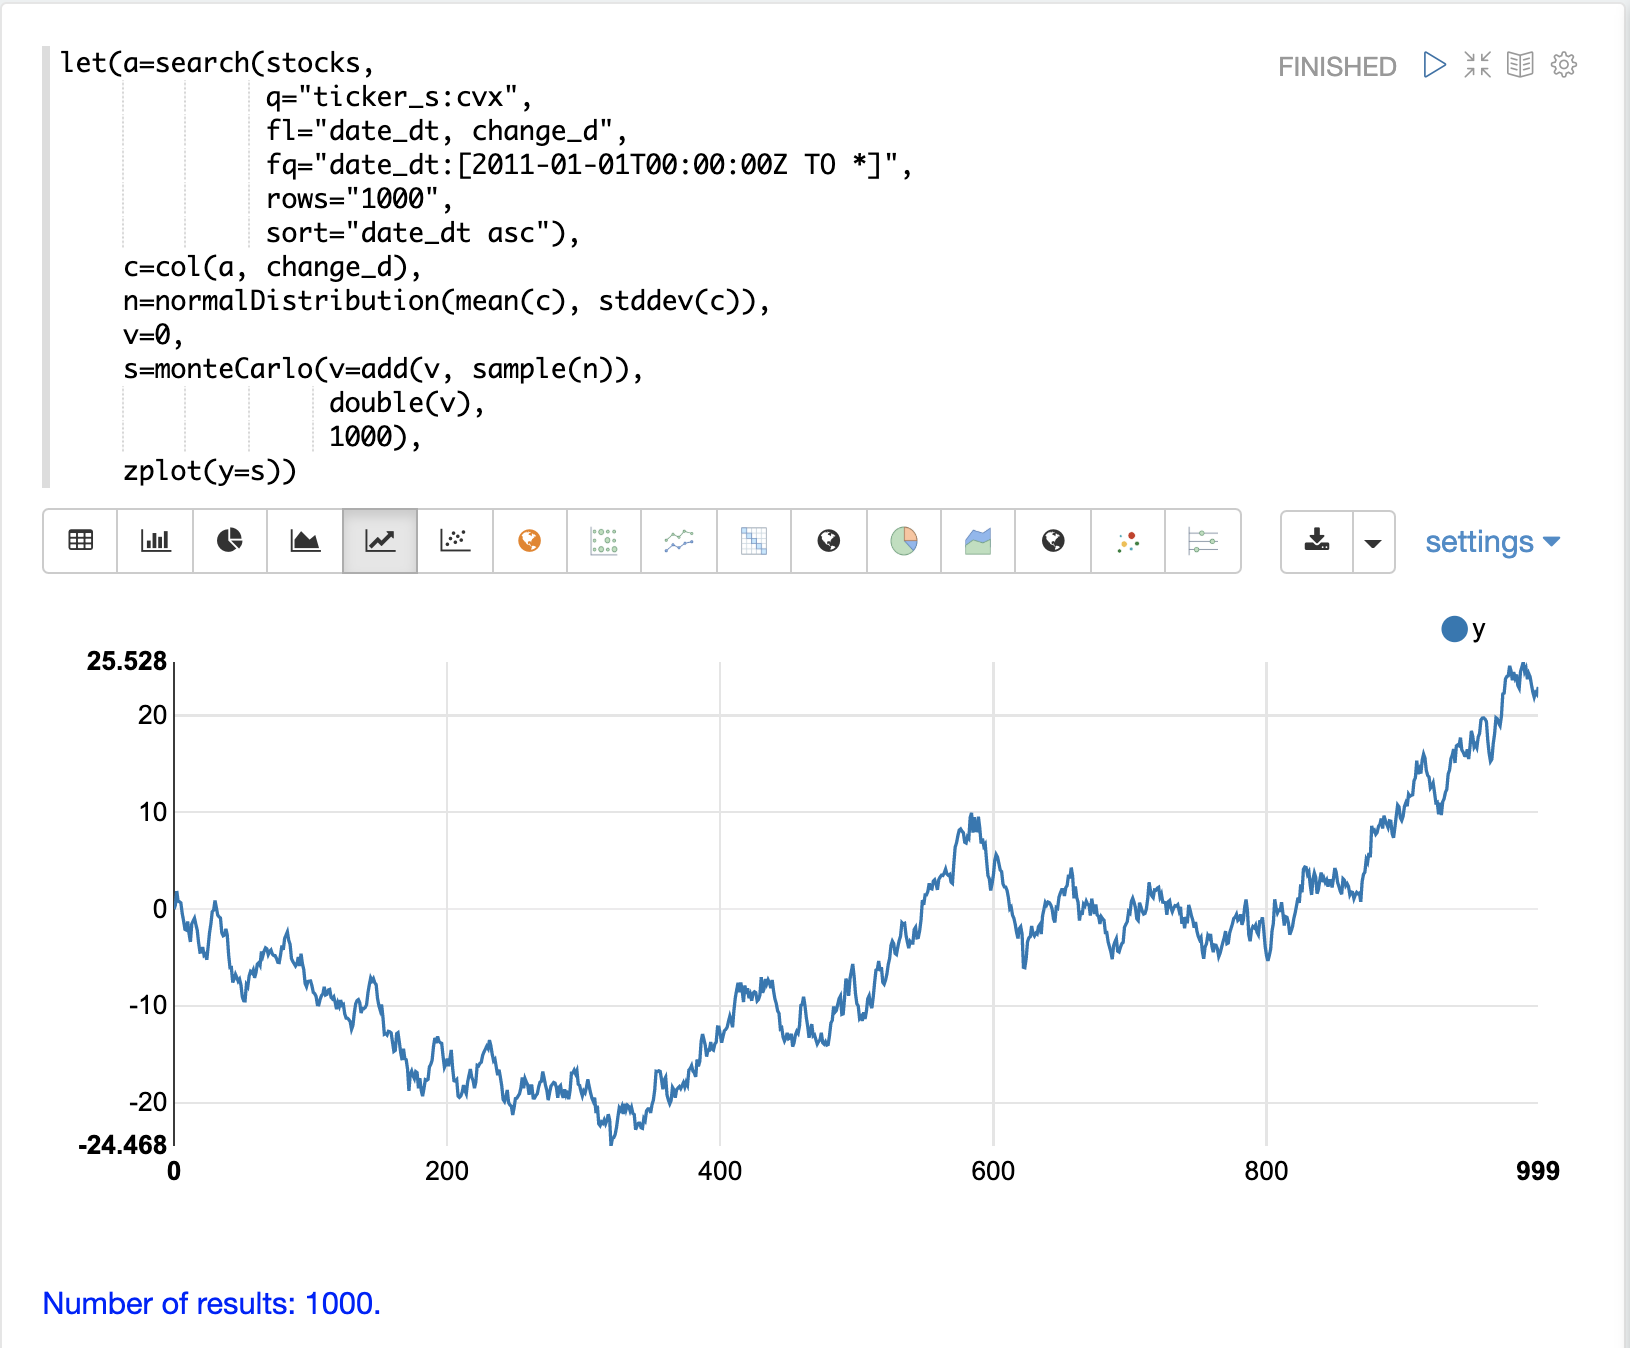 let(a=search(stocks,
q="ticker_s:cvx",
fl="date_dt, change_d",
fq="date_dt:[2011-01-01T00:00:00Z TO *]",
rows="1000",
sort="date_dt asc"),
c=col(a, change_d),
n=normalDistribution(mean(c), stddev(c)),
v=0,
s=monteCarlo(v=add(v, sample(n)),
double(v),
1000),
zplot(y=s))
FINISHED
settings
y
25.528
20
10
0
-10
-20
-24.468
0 200 400 600 800 999
Number of results: 1000.